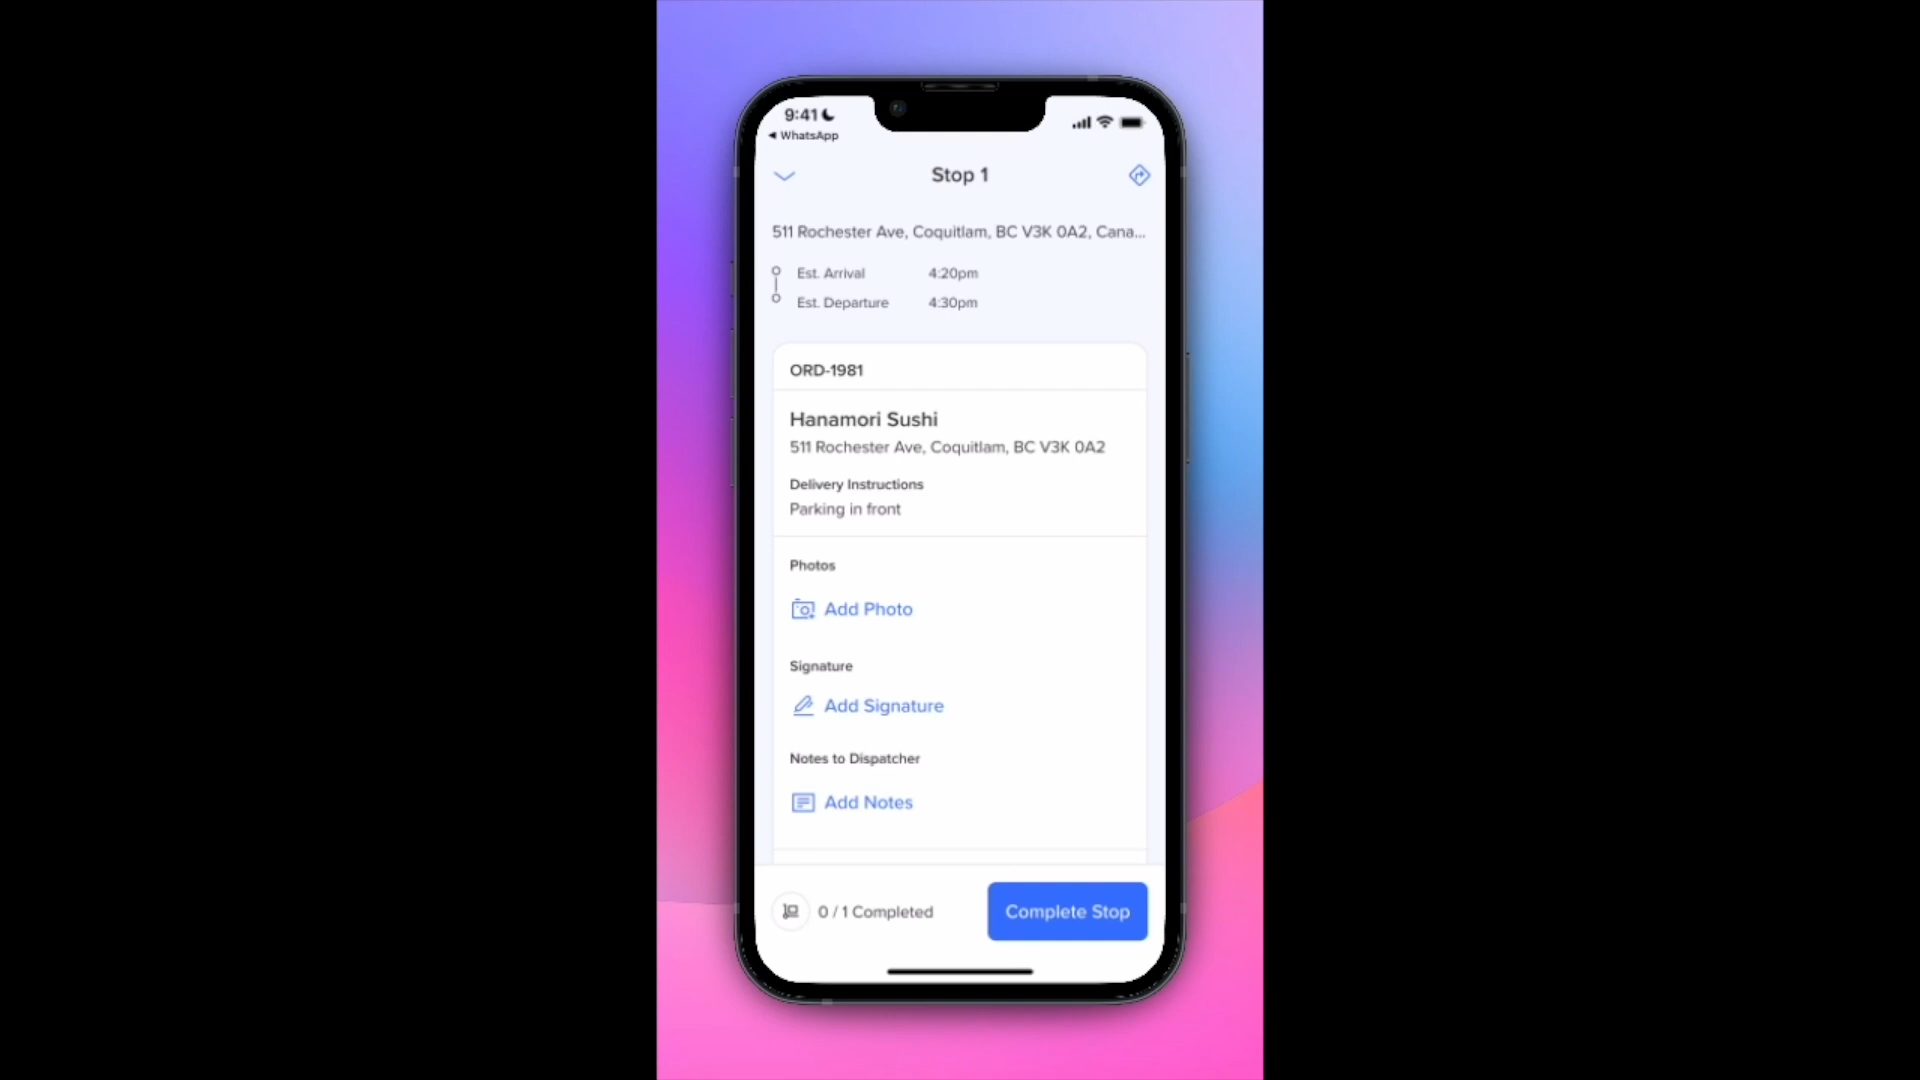 9:41
◀ WhatsApp
Stop 1
511 Rochester Ave, Coquitlam, BC V3K 0A2, Cana...
Est. Arrival 4:20pm
Est. Departure 4:30pm
ORD-1981
Hanamori Sushi
511 Rochester Ave, Coquitlam, BC V3K 0A2
Delivery Instructions
Parking in front
Photos
Add Photo
Signature
Add Signature
Notes to Dispatcher
Add Notes
0 / 1 Completed
Complete Stop